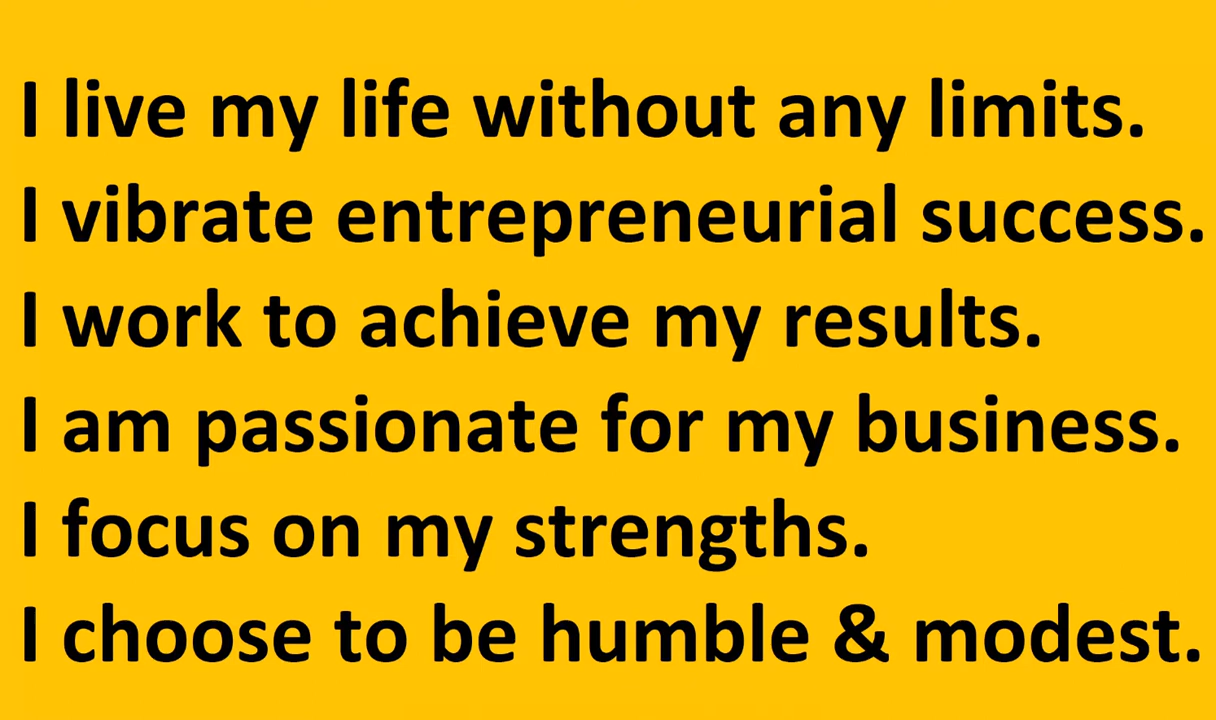 I live my life without any limits.
I vibrate entrepreneurial success.
I work to achieve my results.
I am passionate for my business.
I focus on my strengths.
I choose to be humble & modest.